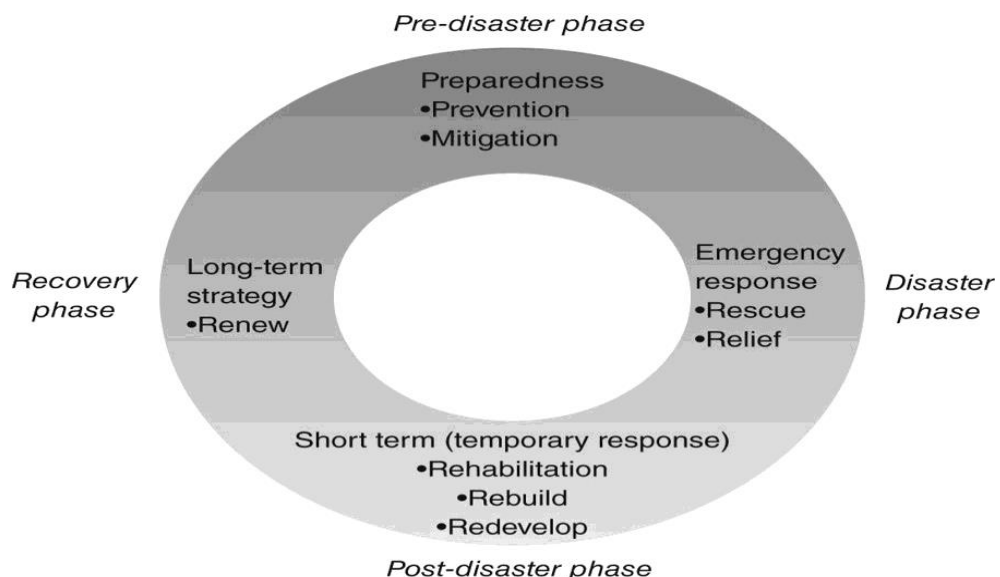 Pre-disaster phase
Preparedness
•Prevention
•Mitigation
Recovery
phase
Long-term
strategy
•Renew
Emergency
response
•Rescue
•Relief
Disaster
phase
Short term (temporary response)
•Rehabilitation
•Rebuild
•Redevelop
Post-disaster phase